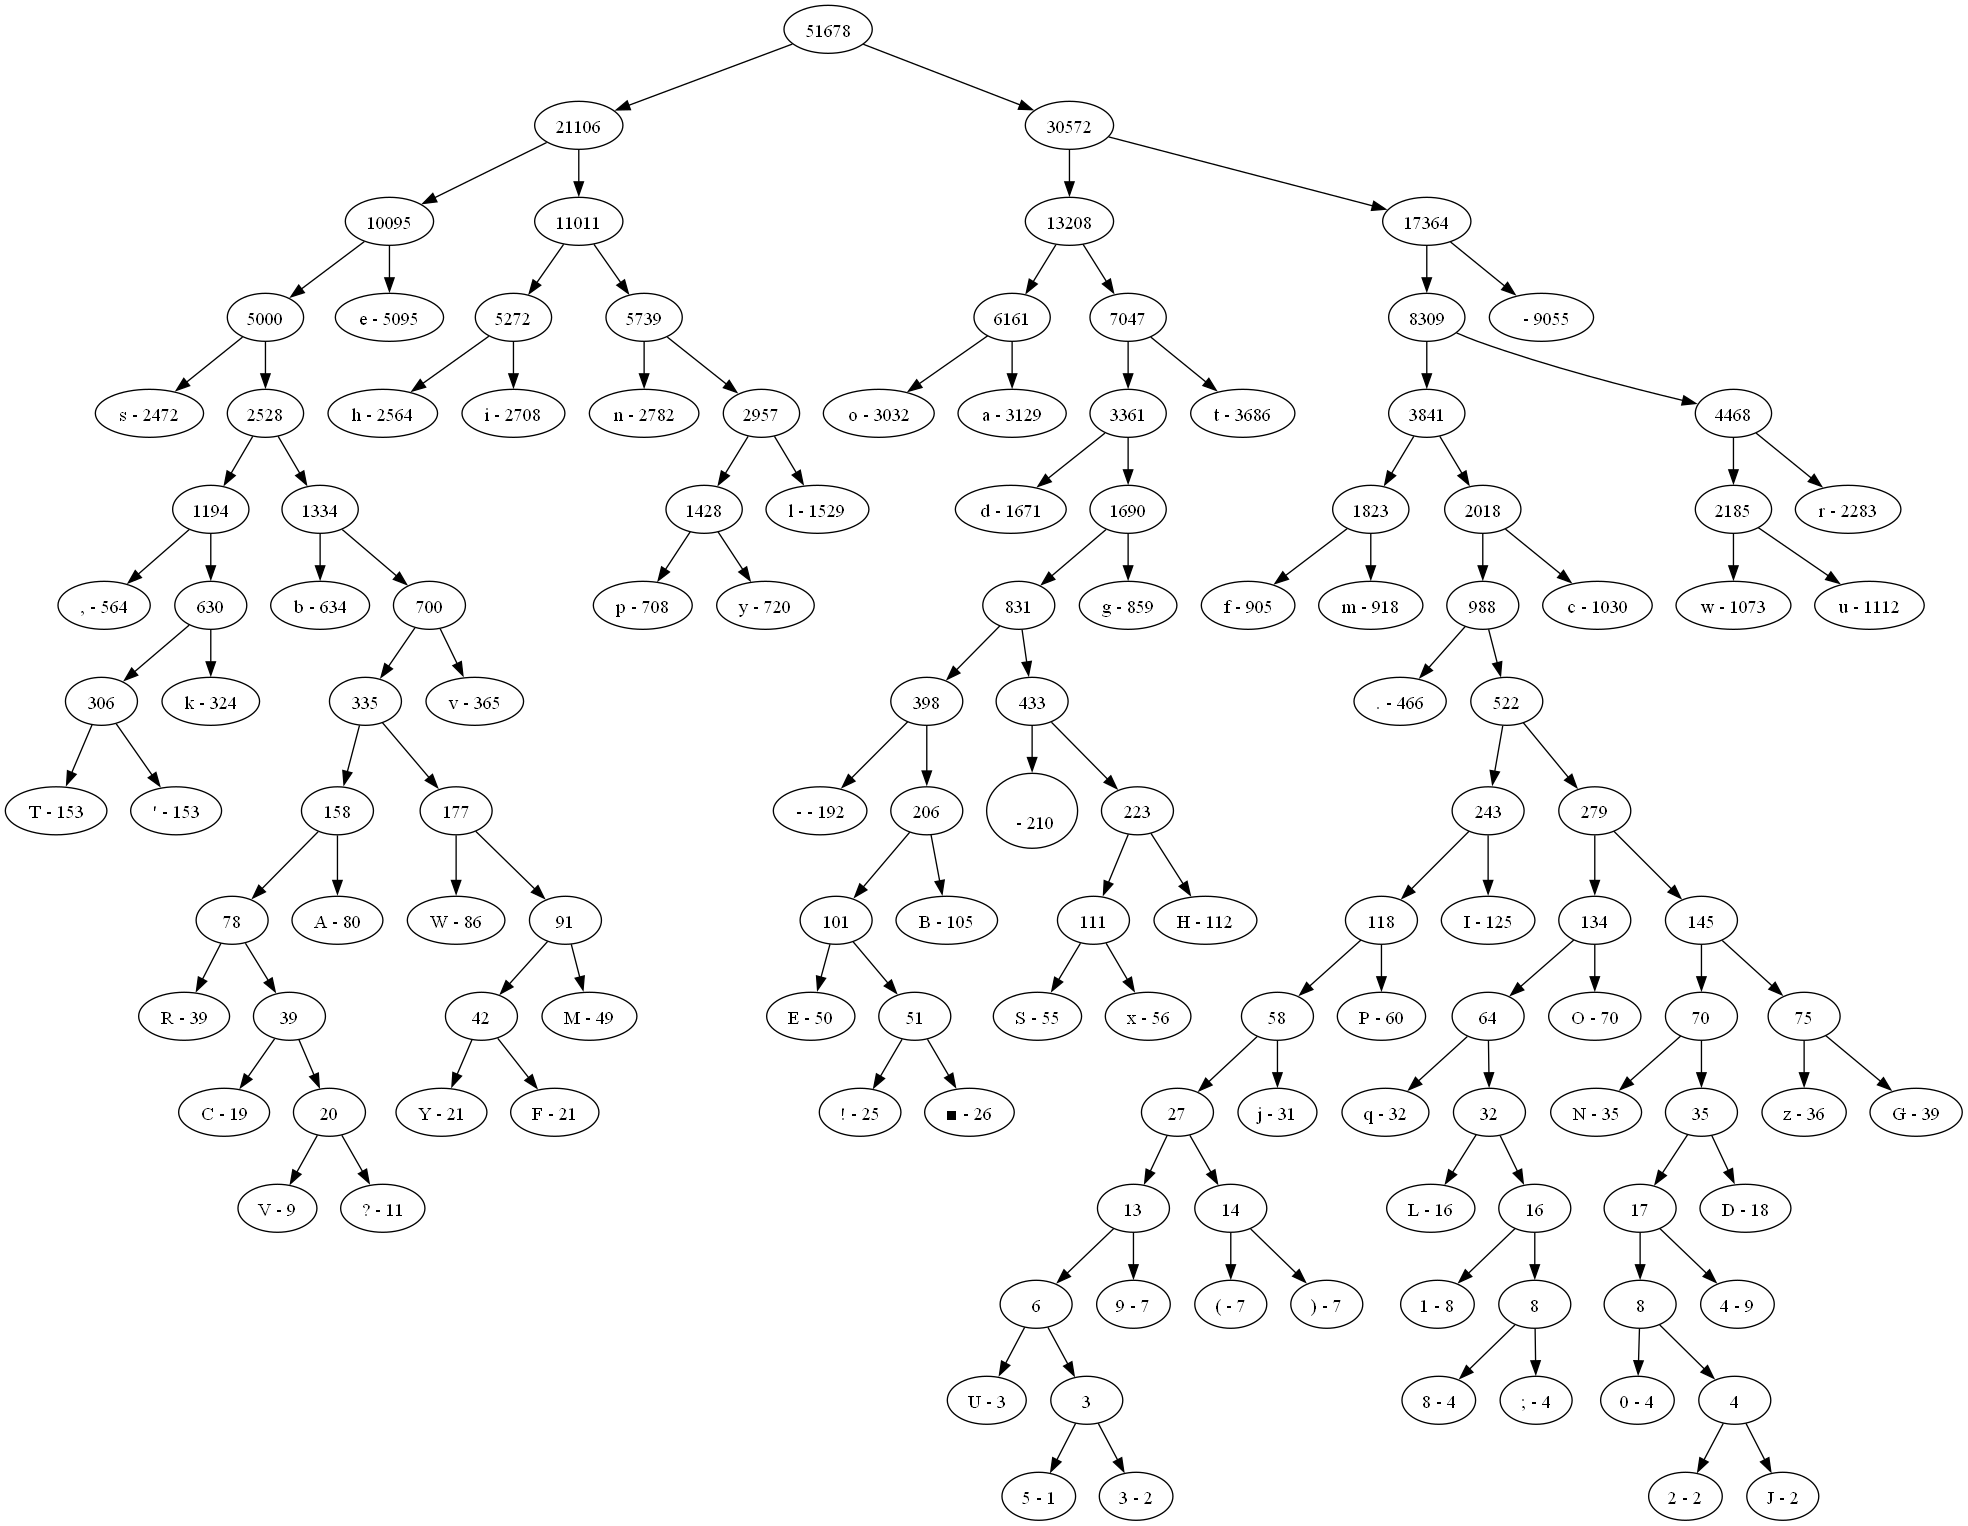 51678
21106 30572
10095 11011 13208 17364
5000 e - 5095 5272 5739 6161 7047 8309 - 9055
s - 2472 2528 h - 2564 i - 2708 n - 2782 2957 o - 3032 a - 3129 3361 t - 3686 3841 4468
1194 1334 1428 l - 1529 d - 1671 1690 1823 2018 2185 r - 2283
, - 564 630 b - 634 700 p - 708 y - 720 831 g - 859 f - 905 m - 918 988 c - 1030 w - 1073 u - 1112
306 k - 324 335 v - 365 398 433 . - 466 522
T - 153 ' - 153 158 177 - - 192 206 - 210 223 243 279
78 A - 80 W - 86 91 101 B - 105 111 H - 112 118 I - 125 134 145
R - 39 39 42 M - 49 E - 50 51 S - 55 x - 56 58 P - 60 64 O - 70 70 75
C - 19 20 Y - 21 F - 21 ! - 25 ■ - 26 27 j - 31 q - 32 32 N - 35 35 z - 36 G - 39
V - 9 ? - 11 13 14 L - 16 16 17 D - 18
6 9 - 7 ( - 7 ) - 7 1 - 8 8 8 4 - 9
U - 3 3 8 - 4 ; - 4 0 - 4 4
5 - 1 3 - 2 2 - 2 J - 2